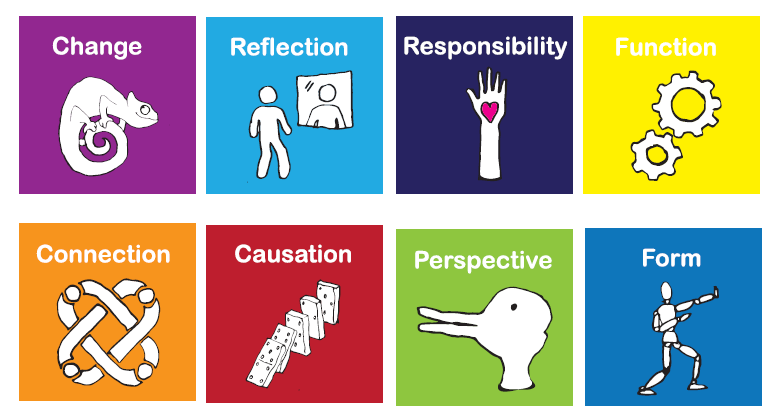 Change
Reflection
Responsibility
Function
Connection
Causation
Perspective
Form